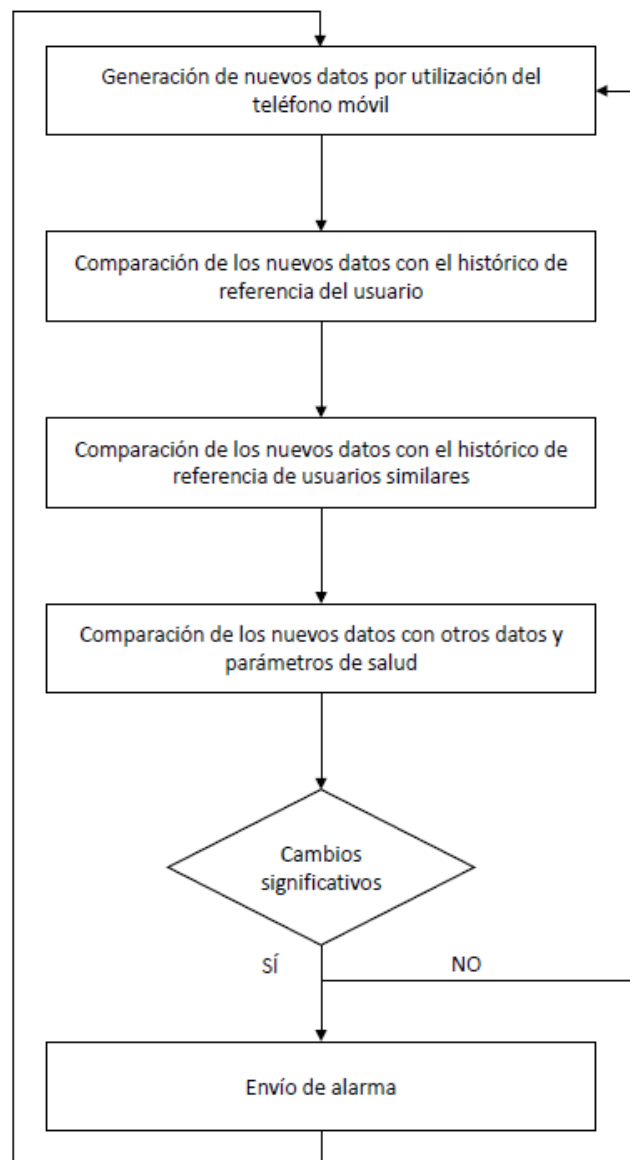 Generación de nuevos datos por utilización del
teléfono móvil
Comparación de los nuevos datos con el histórico de
referencia del usuario
Comparación de los nuevos datos con el histórico de
referencia de usuarios similares
Comparación de los nuevos datos con otros datos y
parámetros de salud
Cambios
significativos
SÍ
NO
Envío de alarma